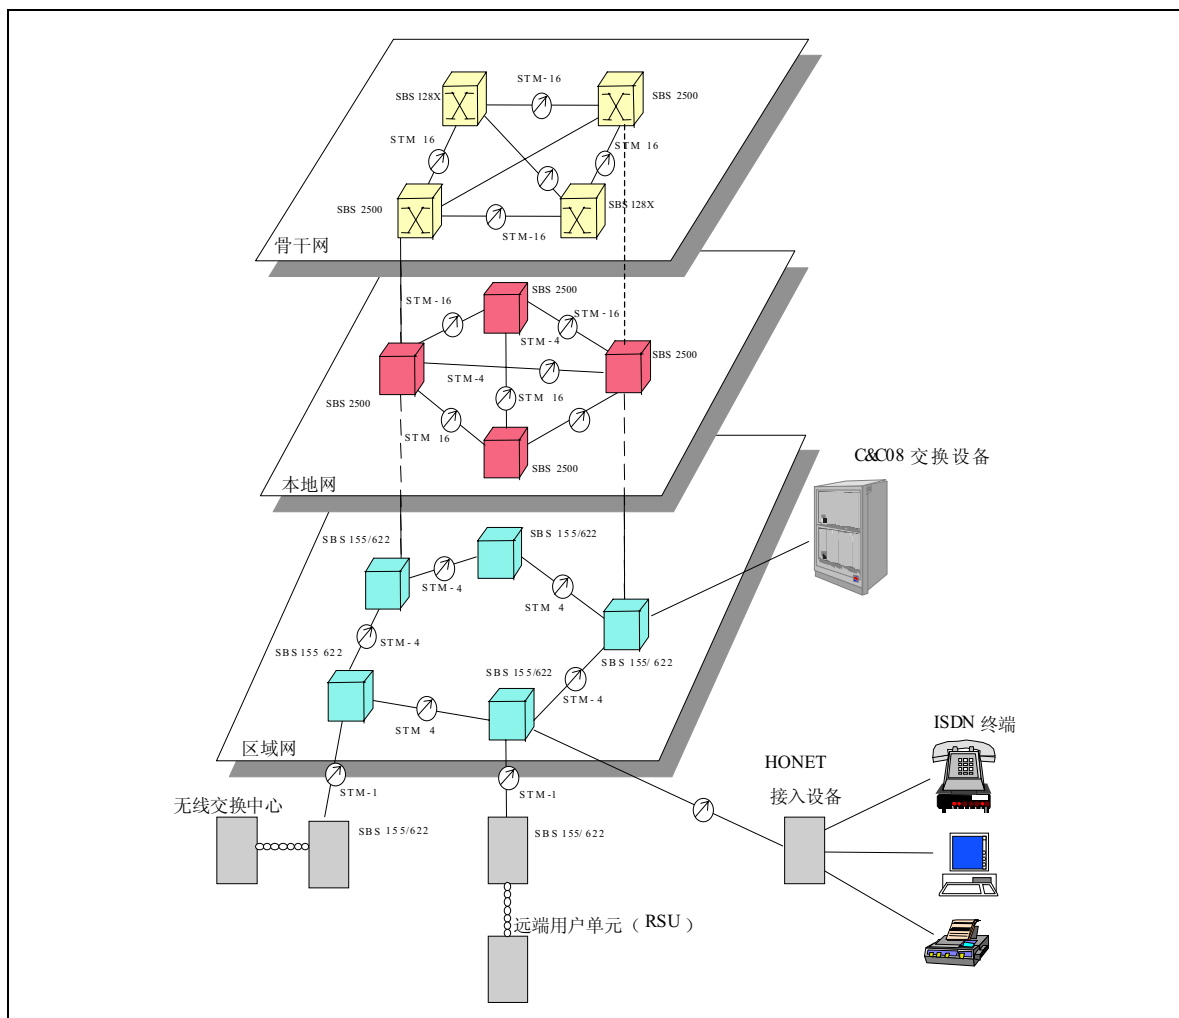 STM-16
SBS 128X
SBS 2500
STM 16
STM 16
SBS 2500
SBS 128X
STM-16
骨干网
SBS 2500
STM-16
STM-16
STM-4
SBS 2500
STM-4
SBS 2500
STM 16
STM 16
SBS 2500
本地网
C&C08 交换设备
SBS 155/622
SBS 155/622
STM-4
STM 4
STM-4
SBS 155 622
SBS 155/622
SBS 155/622
STM-4
STM 4
区域网
ISDN 终端
HONET
接入设备
STM-1
STM-1
无线交换中心
SBS 155/622
SBS 155/622
远端用户单元（RSU）